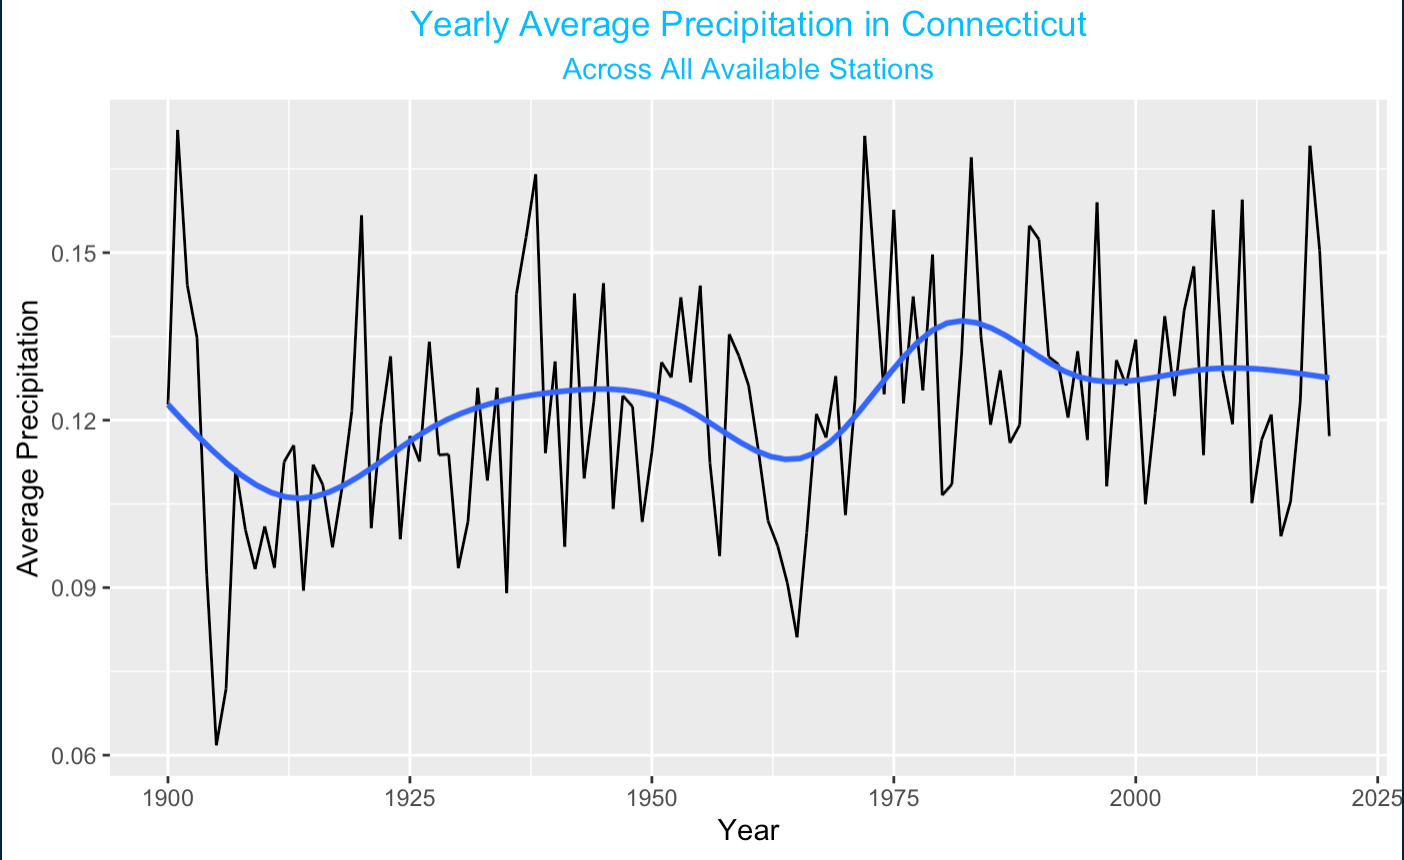 Yearly Average Precipitation in Connecticut
Across All Available Stations
Average Precipitation
0.15
0.12
0.09
0.06
1900 1925 1950 1975 2000 2025
Year